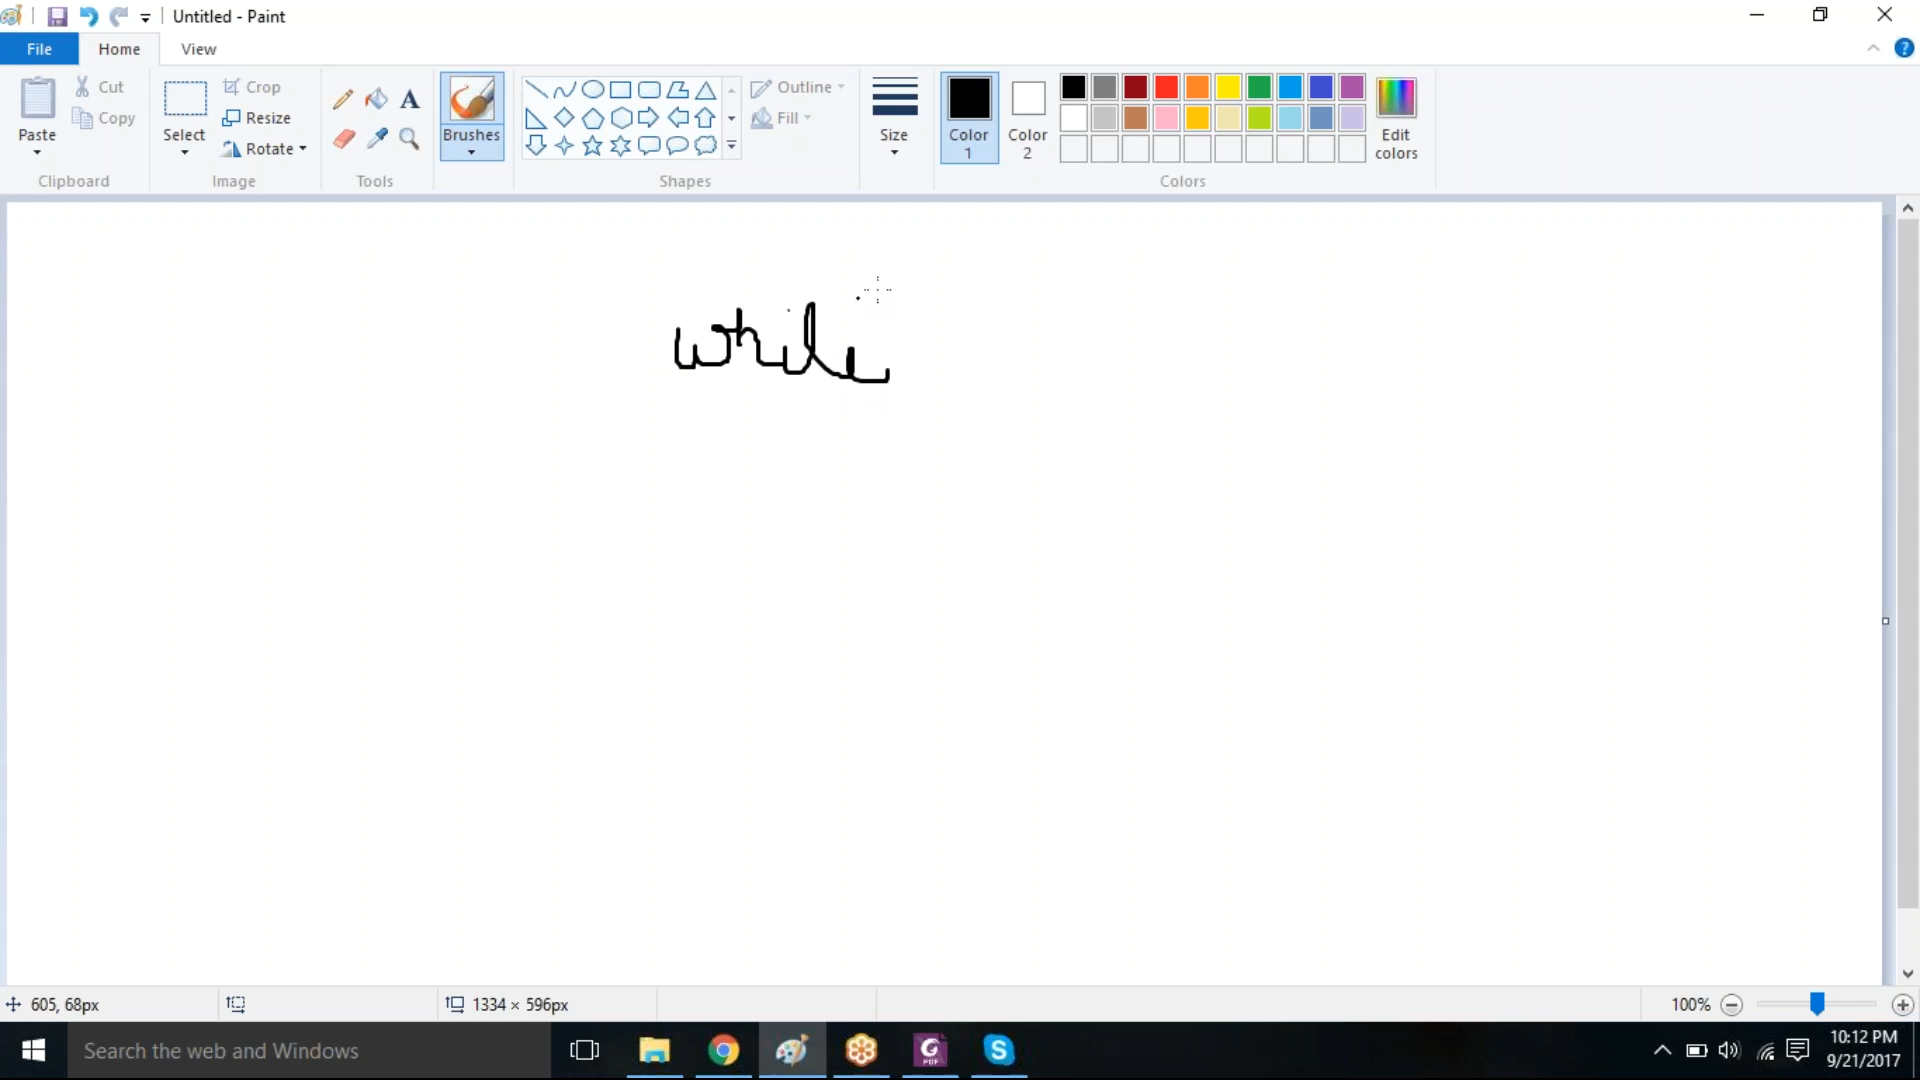 Untitled - Paint
File Home View
Paste
Cut
Copy
Clipboard
Select
Crop
Resize
Rotate
Image
A
Tools
Brushes
Shapes
Outline
Fill
Size
Color 1
Color 2
Edit colors
Colors
while
605, 68px
1334 × 596px
100%
Search the web and Windows
G
PDF
S
10:12 PM
9/21/2017